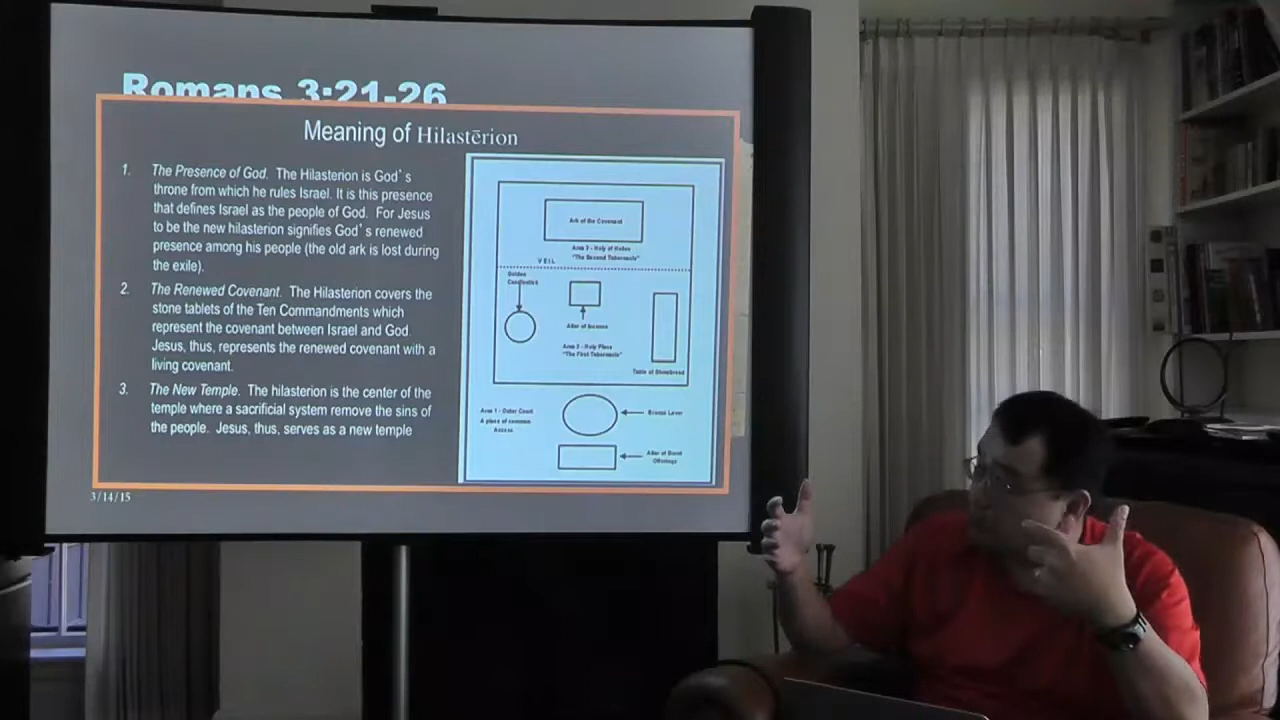 Romans 3:21-26
Meaning of Hilastērion
1. The Presence of God. The Hilasterion is God's
throne from which he rules Israel. It is this presence
that defines Israel as the people of God. For Jesus
to be the new hilasterion signifies God's renewed
presence among his people (the old ark is lost during
the exile).
2. The Renewed Covenant. The Hilasterion covers the
stone tablets of the Ten Commandments which
represent the covenant between Israel and God.
Jesus, thus, represents the renewed covenant with a
living covenant.
3. The New Temple. The hilasterion is the center of the
temple where a sacrificial system remove the sins of
the people. Jesus, thus, serves as a new temple
Ark of the Covenant
Area 3 - Holy of Holies
"The Second Tabernacle"
VEIL
Golden
Candlestick
Altar of Incense
Area 2 - Holy Place
"The First Tabernacle"
Table of Showbread
Area 1 - Outer Court
A place of common
Access
Bronze Laver
Altar of Burnt
Offerings
3/14/15